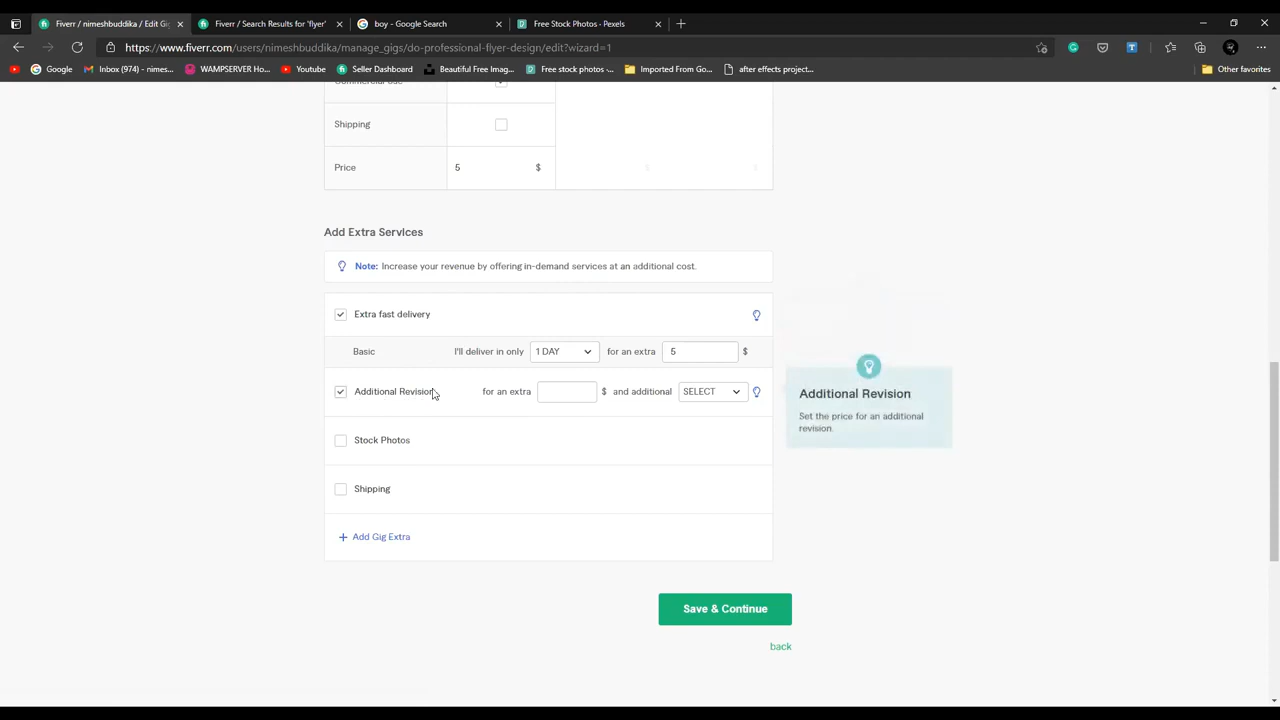 Fiverr / nimeshbuddika / Edit Gig
Fiverr / Search Results for 'flyer'
boy - Google Search
Free Stock Photos - Pexels
https://www.fiverr.com/users/nimeshbuddika/manage_gigs/do-professional-flyer-design/edit?wizard=1
Google
Inbox (974) - nimes...
WAMPSERVER Ho...
Youtube
Seller Dashboard
Beautiful Free Imag...
Free stock photos -...
Imported From Go...
after effects project...
Other favorites
Commercial use
Shipping
Price 5 $
Add Extra Services
Note: Increase your revenue by offering in-demand services at an additional cost.
Extra fast delivery
Basic I'll deliver in only 1 DAY for an extra 5 $
Additional Revision for an extra $ and additional SELECT
Additional Revision
Set the price for an additional
revision.
Stock Photos
Shipping
+ Add Gig Extra
Save & Continue
back